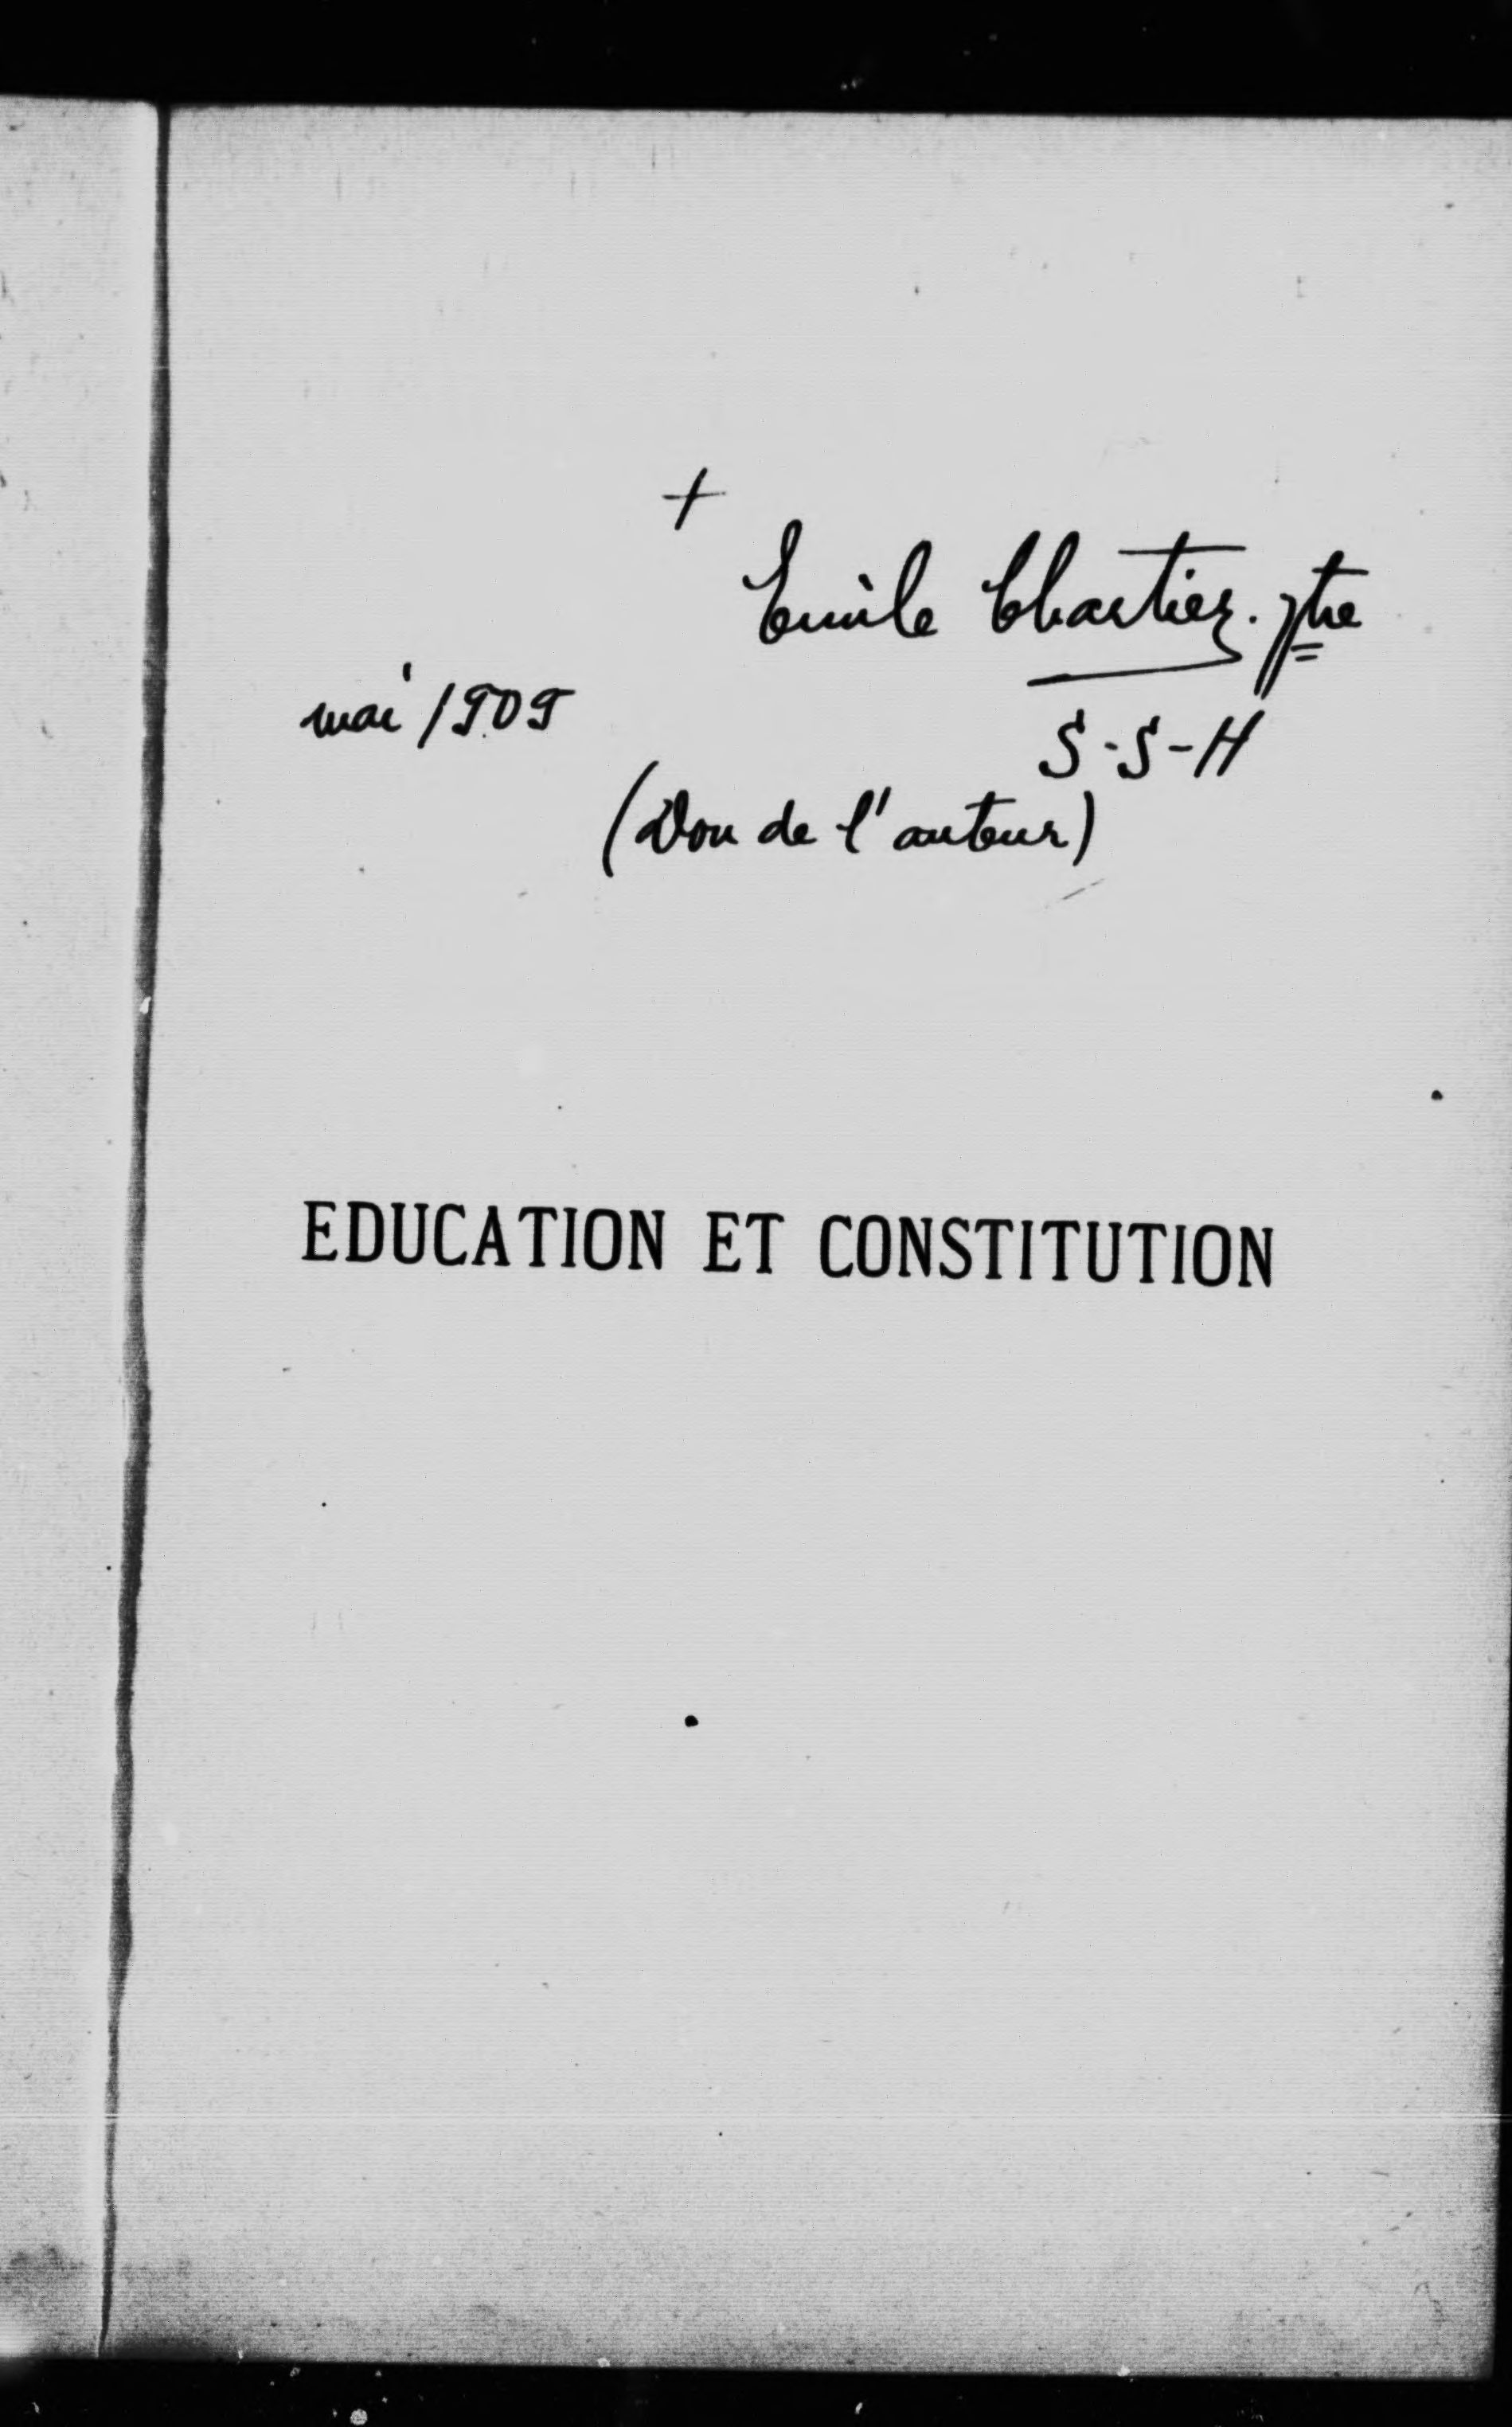 +
Emile Chartier. ptre
mai 1909
S-S-H
(Don de l'auteur)
EDUCATION ET CONSTITUTION